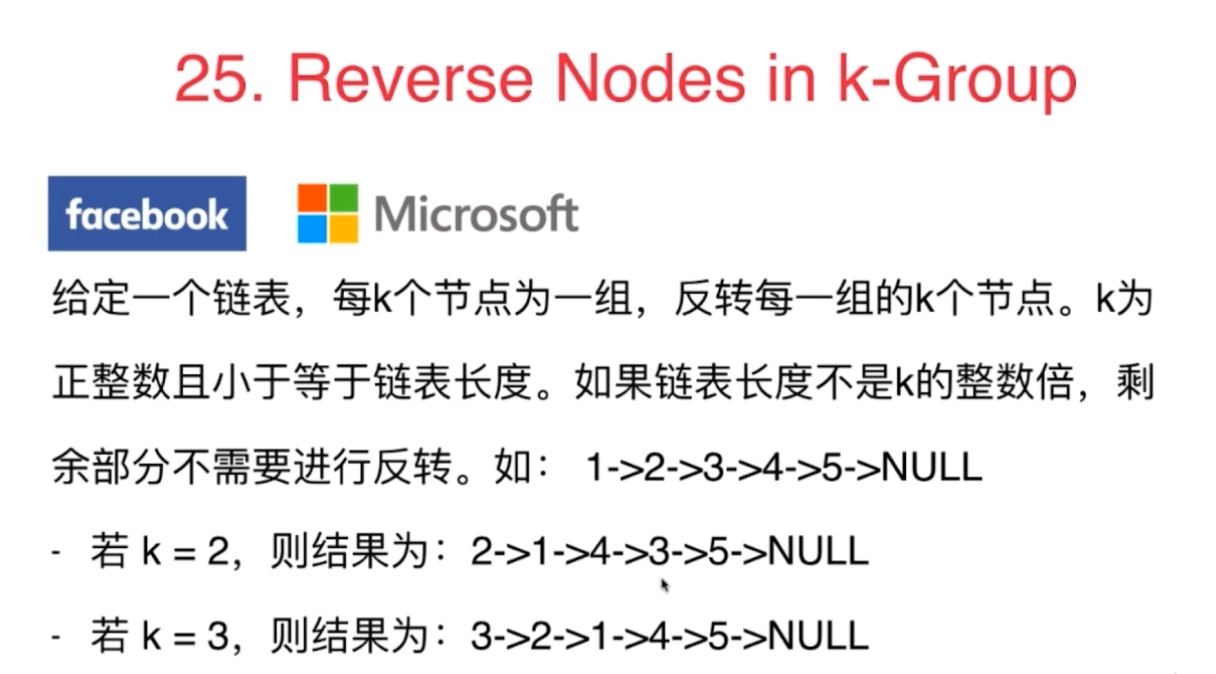 25. Reverse Nodes in k-Group
facebook Microsoft
给定一个链表，每k个节点为一组，反转每一组的k个节点。k为
正整数且小于等于链表长度。如果链表长度不是k的整数倍，剩
余部分不需要进行反转。如： 1->2->3->4->5->NULL
- 若 k = 2，则结果为：2->1->4->3->5->NULL
- 若 k = 3，则结果为：3->2->1->4->5->NULL